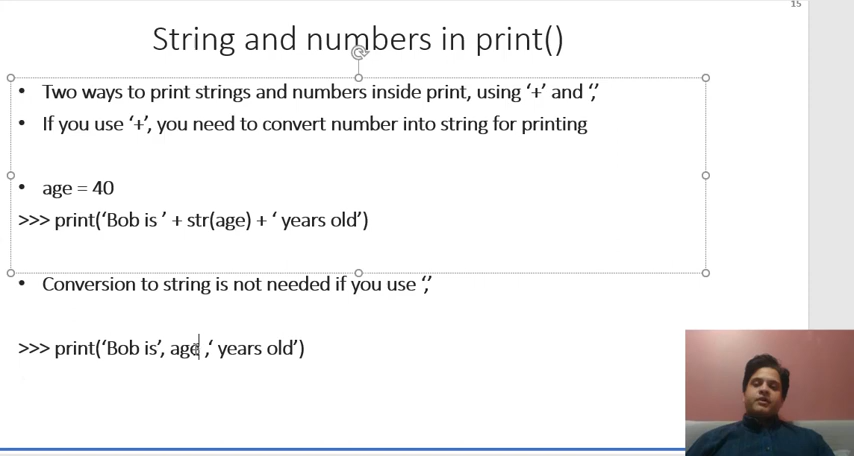 15
String and numbers in print()
• Two ways to print strings and numbers inside print, using ‘+’ and ‘,’
• If you use ‘+’, you need to convert number into string for printing
• age = 40
>>> print(‘Bob is ’ + str(age) + ‘ years old’)
• Conversion to string is not needed if you use ‘,’
>>> print(‘Bob is’, age ,‘ years old’)